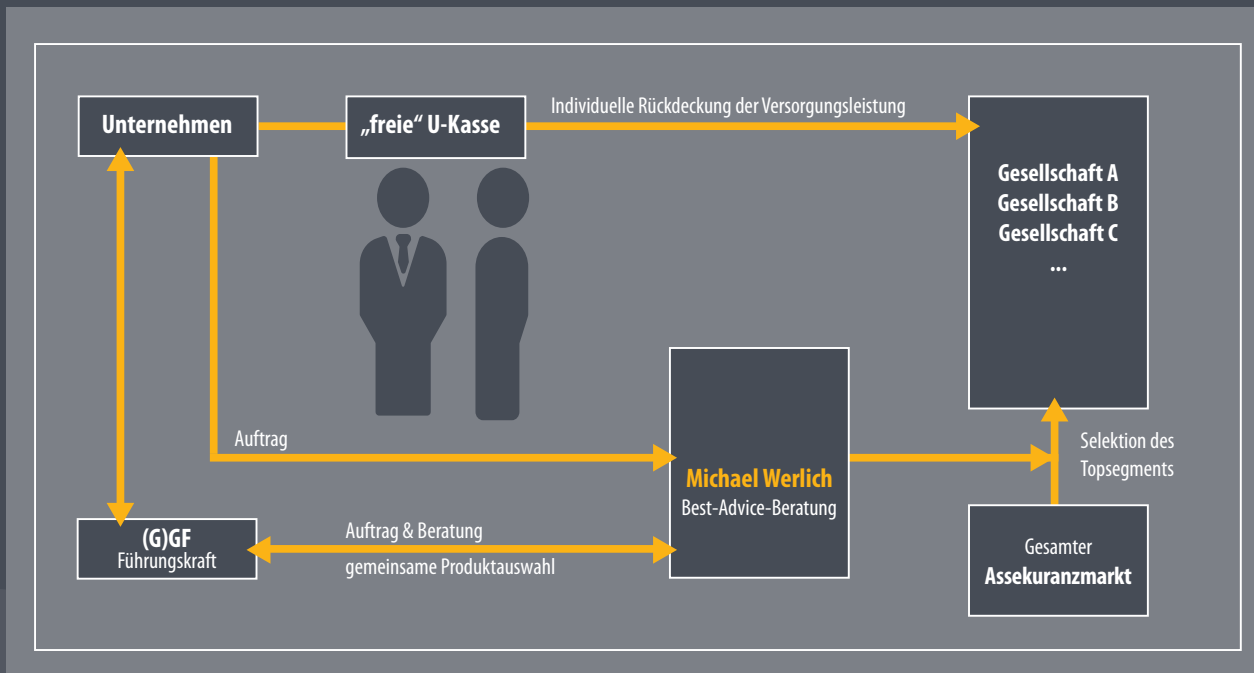 Unternehmen
„freie“ U-Kasse
Individuelle Rückdeckung der Versorgungsleistung
Gesellschaft A
Gesellschaft B
Gesellschaft C
...
Auftrag
Michael Werlich
Best-Advice-Beratung
Selektion des
Topsegments
(G)GF
Führungskraft
Auftrag & Beratung
gemeinsame Produktauswahl
Gesamter
Assekuranzmarkt